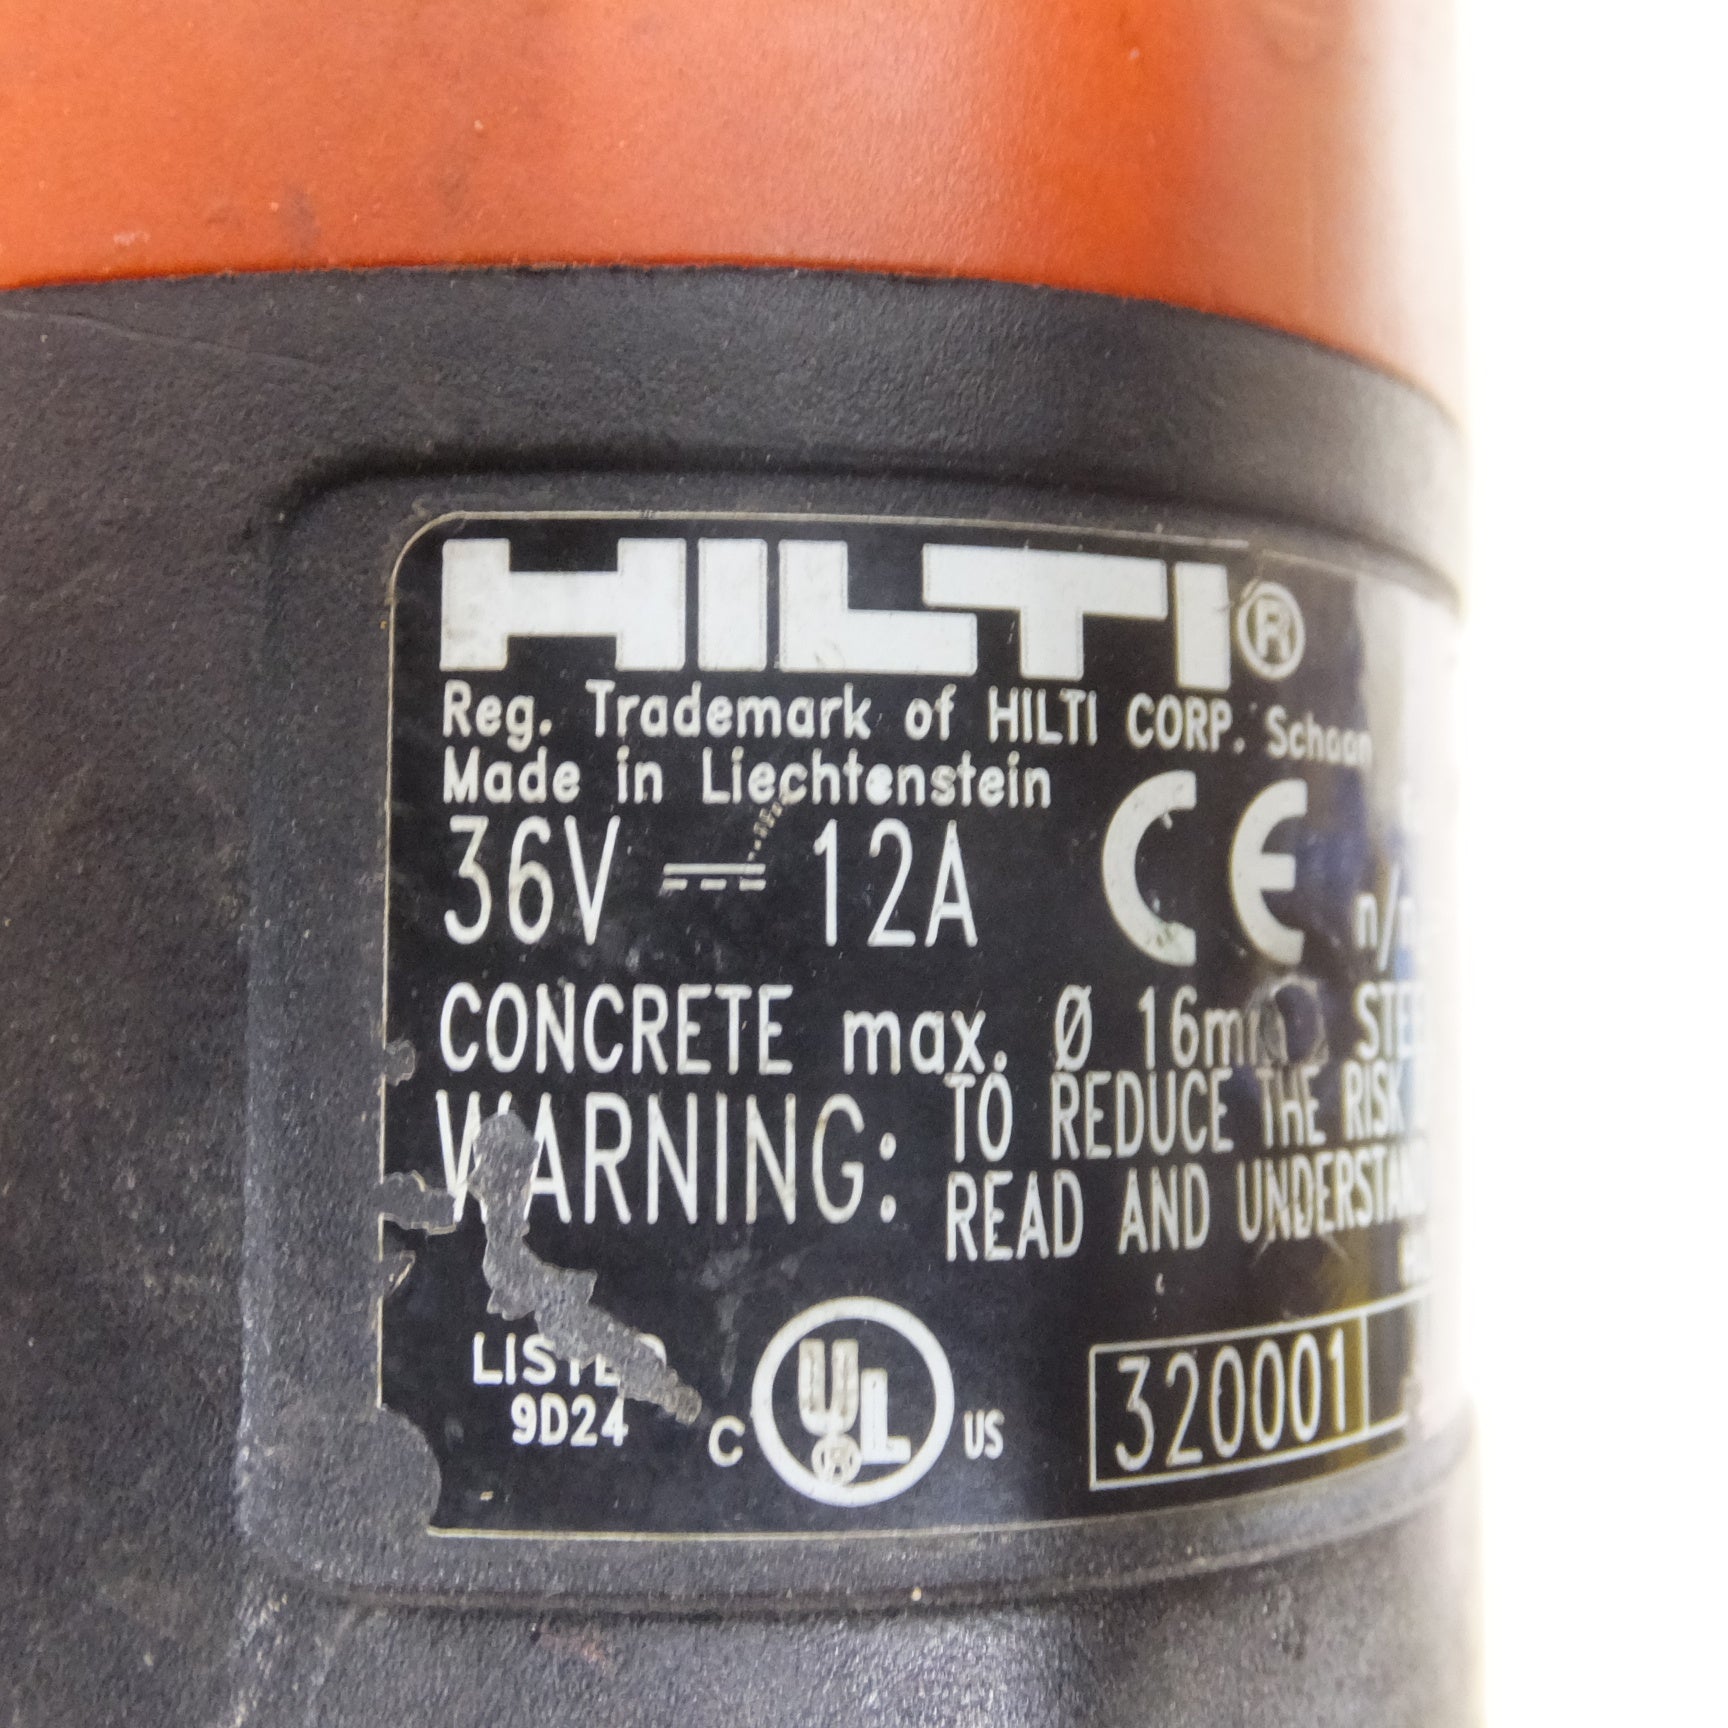 HILTI®
Reg. Trademark of HILTI CORP. Schaan
Made in Liechtenstein
36V ⎓ 12A CE
CONCRETE max. Ø 16mm
WARNING: TO REDUCE THE RISK
READ AND UNDERSTAND
LISTED
9D24
C UL® US
320001